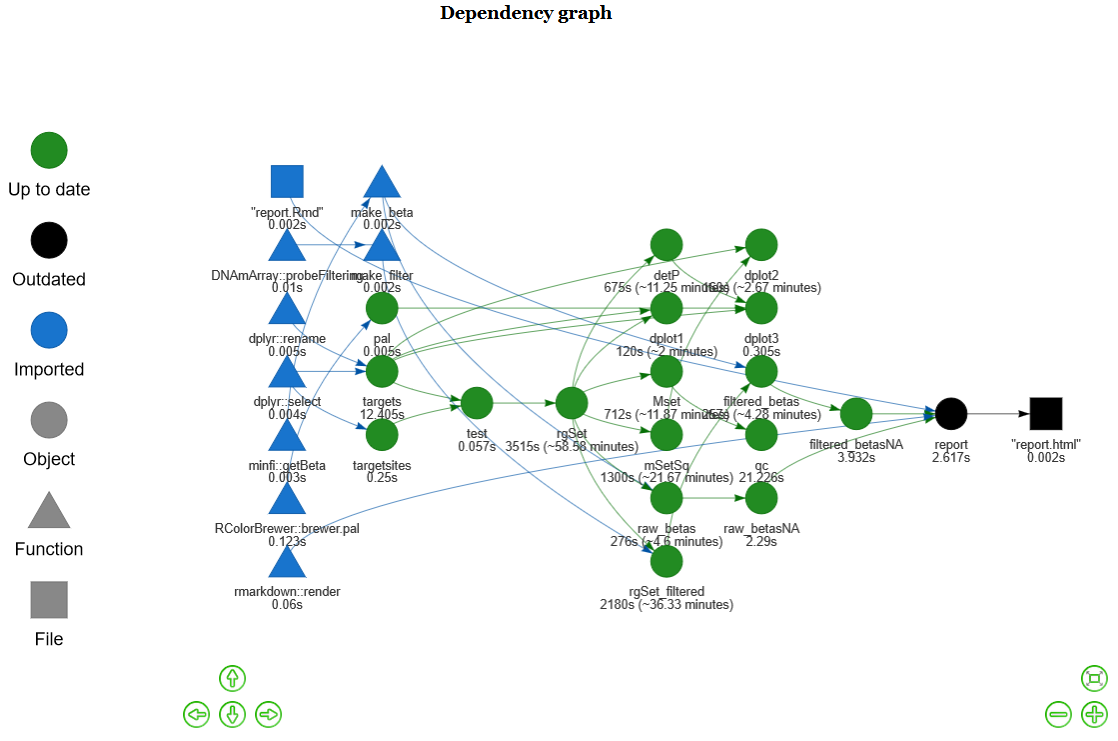 Dependency graph
Up to date
Outdated
Imported
Object
Function
File
"report.Rmd"
0.002s
make_beta
0.002s
DNAmArray::probeFiltering
0.01s
make_filter
0.002s
dplyr::rename
0.005s
pal
0.005s
dplyr::select
0.004s
targets
12.405s
minfi::getBeta
0.003s
targetsites
0.25s
RColorBrewer::brewer.pal
0.123s
rmarkdown::render
0.06s
test
0.057s
rgSet
3515s (~58.58 minutes)
detP
675s (~11.25 minutes)
dplot2
(~2.67 minutes)
dplot1
120s (~2 minutes)
dplot3
0.305s
Mset
712s (~11.87 minutes)
filtered_betas
(~4.28 minutes)
mSetSq
1300s (~21.67 minutes)
qc
21.226s
raw_betas
276s (~4.6 minutes)
raw_betasNA
2.29s
rgSet_filtered
2180s (~36.33 minutes)
filtered_betasNA
3.932s
report
2.617s
"report.html"
0.002s